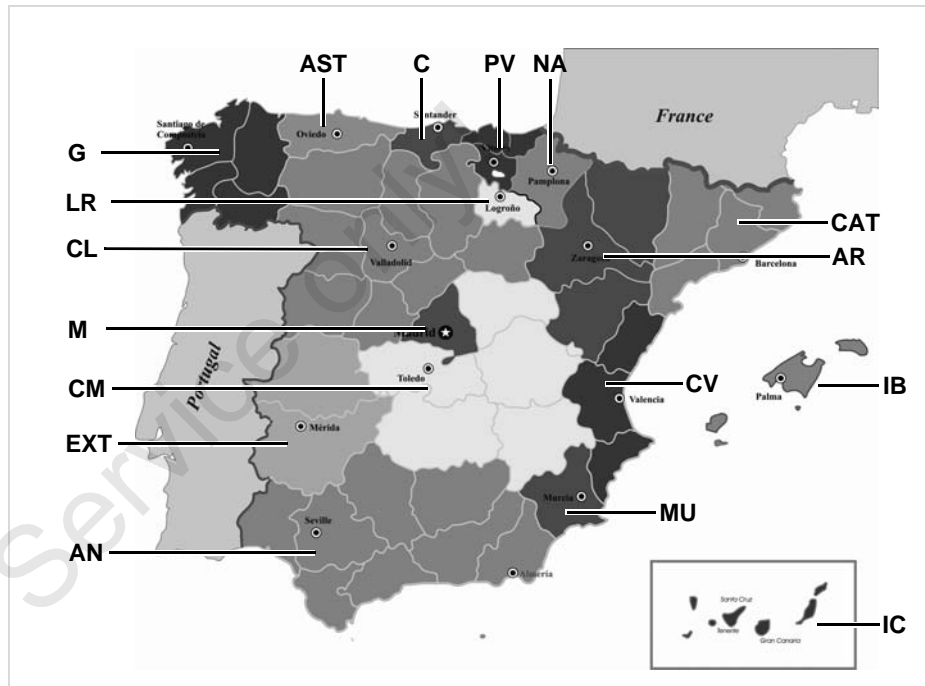 AST C PV NA
France
Santander
Santiago de
Compostela
Oviedo
G
Pamplona
LR
Logroño
CAT
CL
Valladolid
Zaragoza
AR
Barcelona
M
Madrid
Portugal
Toledo
CM
CV
IB
Palma
Valencia
EXT
Mérida
Murcia
MU
Seville
AN
Almería
Santa Cruz
Tenerife
Gran Canaria
IC
Service only